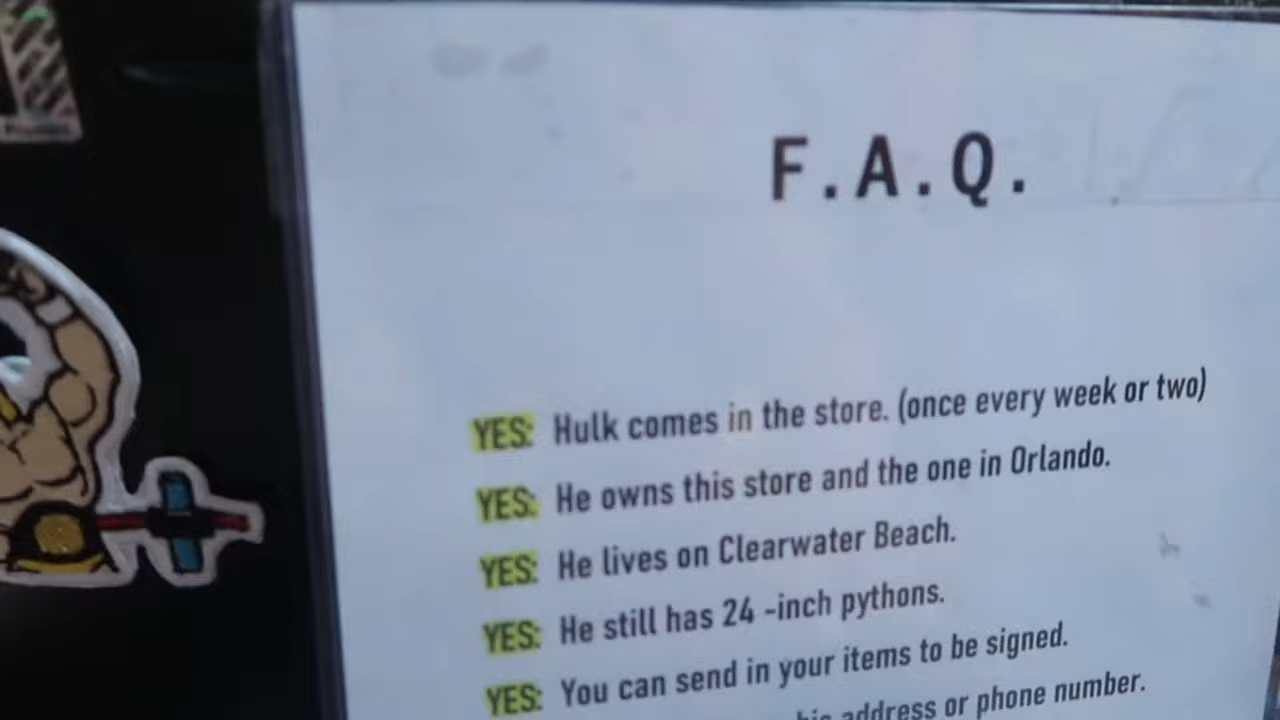 F.A.Q.
YES: Hulk comes in the store. (once every week or two)
YES: He owns this store and the one in Orlando.
YES: He lives on Clearwater Beach.
YES: He still has 24 -inch pythons.
YES: You can send in your items to be signed.
his address or phone number.